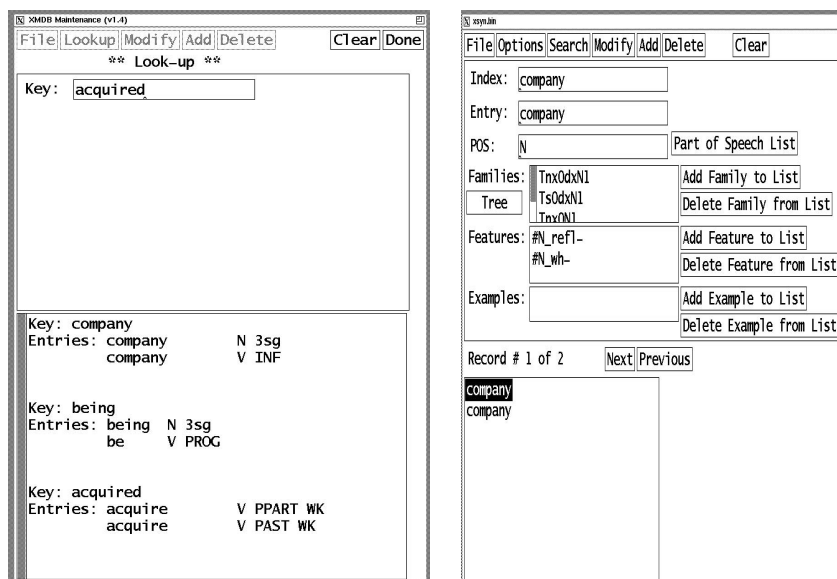 XMDB Maintenance (v1.4)
File Lookup Modify Add Delete Clear Done
** Look-up **
Key: acquired
Key: company
Entries: company N 3sg
company V INF
Key: being
Entries: being N 3sg
be V PROG
Key: acquired
Entries: acquire V PPART WK
acquire V PAST WK
xsyn.bin
File Options Search Modify Add Delete Clear
Index: company
Entry: company
POS: N Part of Speech List
Families: Tnx0dxN1 Add Family to List
Tree Ts0dxN1 Delete Family from List
Tnx0N1
Features: #N_refl- Add Feature to List
#N_wh- Delete Feature from List
Examples: Add Example to List
Delete Example from List
Record # 1 of 2 Next Previous
company
company